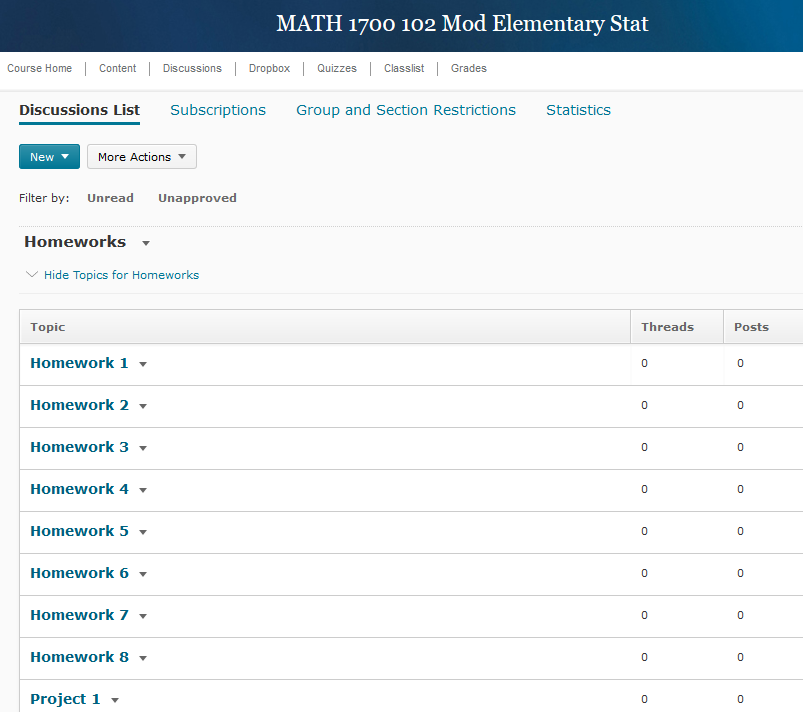 MATH 1700 102 Mod Elementary Stat
Course Home Content Discussions Dropbox Quizzes Classlist Grades
Discussions List Subscriptions Group and Section Restrictions Statistics
New More Actions
Filter by: Unread Unapproved
Homeworks
Hide Topics for Homeworks
Topic Threads Posts
Homework 1 0 0
Homework 2 0 0
Homework 3 0 0
Homework 4 0 0
Homework 5 0 0
Homework 6 0 0
Homework 7 0 0
Homework 8 0 0
Project 1 0 0